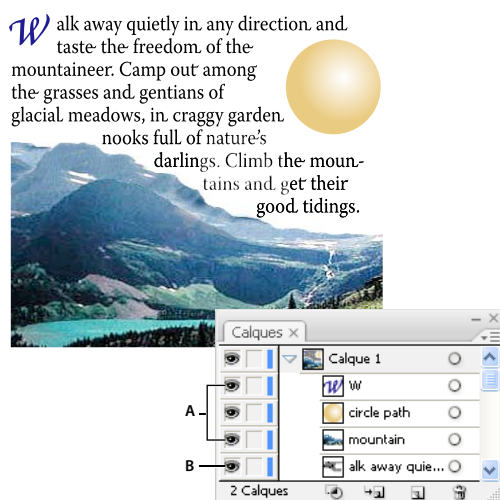 Walk away quietly in any direction and
taste the freedom of the
mountaineer. Camp out among
the grasses and gentians of
glacial meadows, in craggy garden
nooks full of nature's
darlings. Climb the moun-
tains and get their
good tidings.
Calques ×
Calque 1
A
W
circle path
mountain
B
alk away quie...
2 Calques